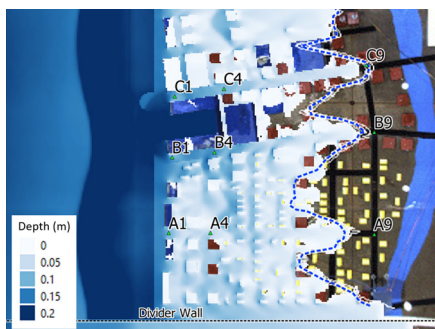 C9
C1
C4
B9
B1
B4
A1
A4
A9
Depth (m)
0
0.05
0.1
0.15
0.2
Divider Wall